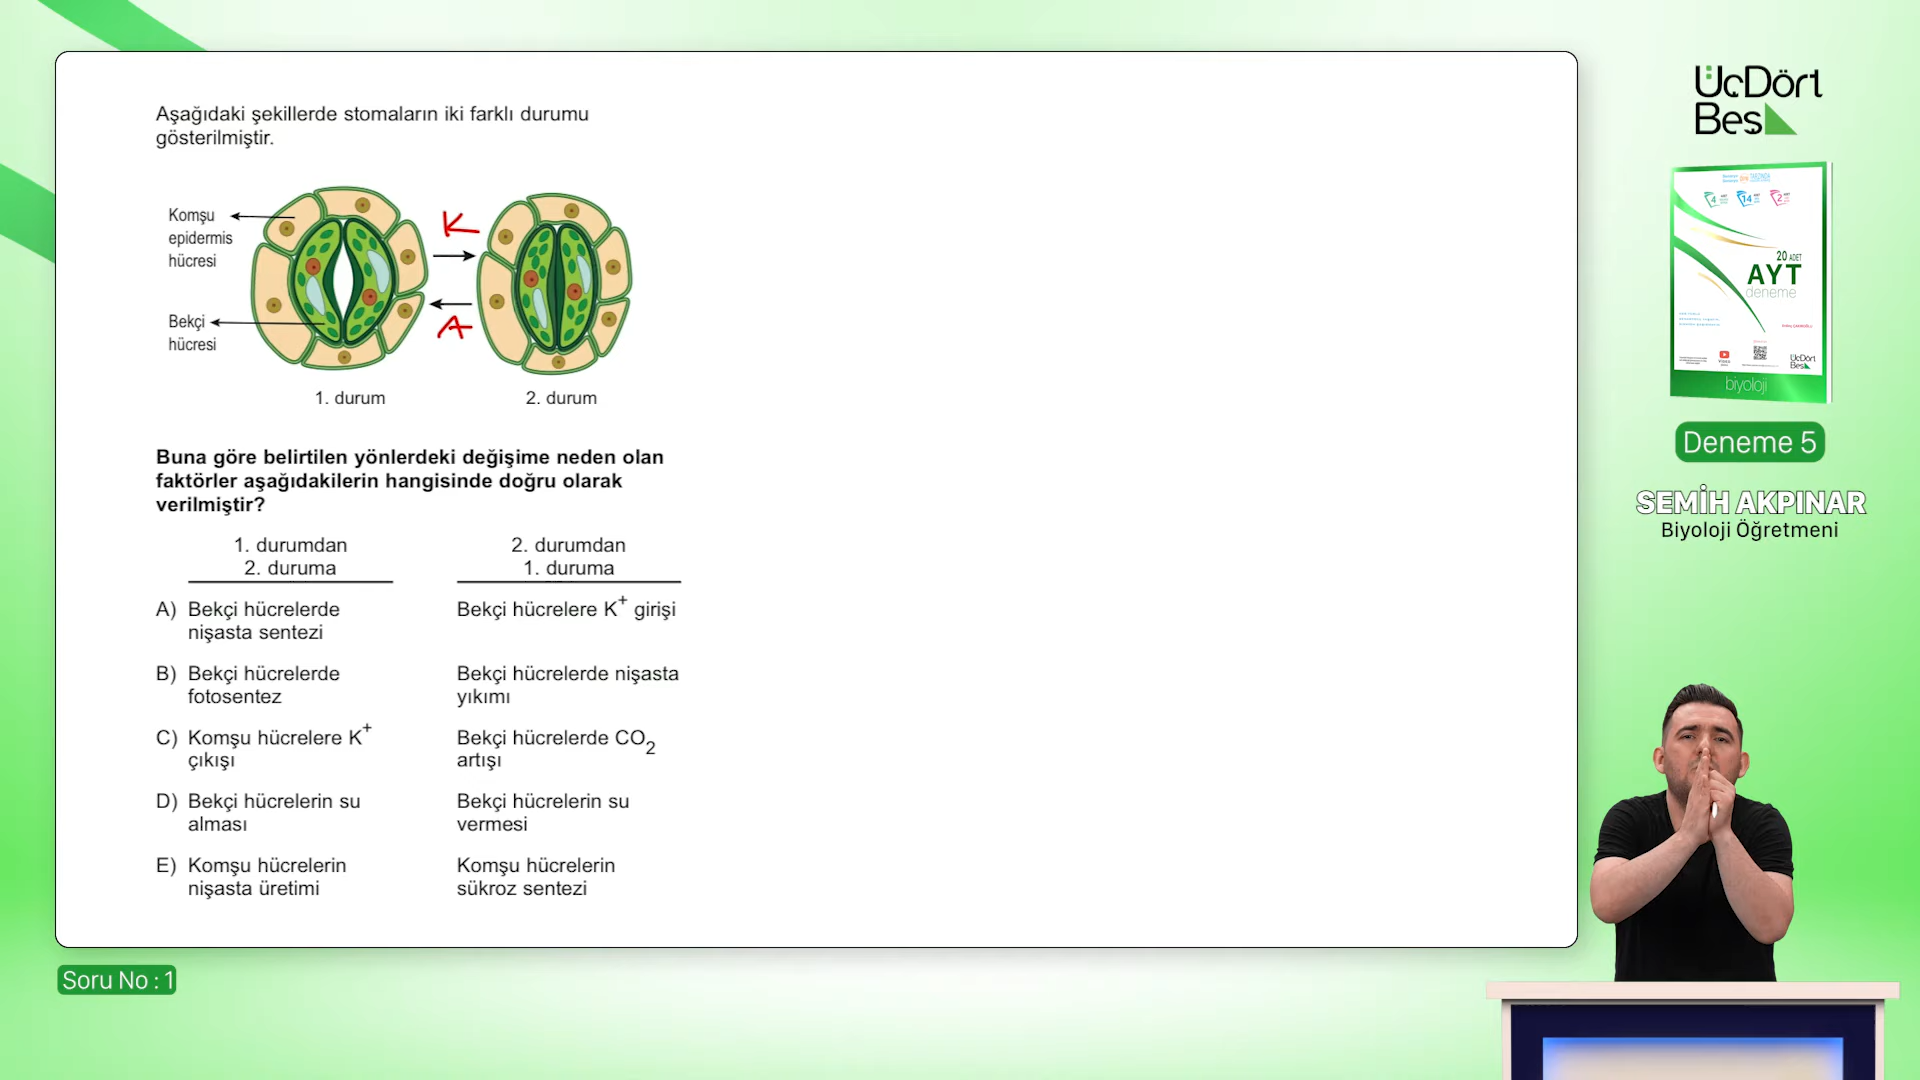 Aşağıdaki şekillerde stomaların iki farklı durumu
gösterilmiştir.
Komşu
epidermis
hücresi
Bekçi
hücresi
K
A
1. durum
2. durum
Buna göre belirtilen yönlerdeki değişime neden olan
faktörler aşağıdakilerin hangisinde doğru olarak
verilmiştir?
1. durumdan
2. duruma
2. durumdan
1. duruma
A) Bekçi hücrelerde
nişasta sentezi
Bekçi hücrelere K+ girişi
B) Bekçi hücrelerde
fotosentez
Bekçi hücrelerde nişasta
yıkımı
C) Komşu hücrelere K+
çıkışı
Bekçi hücrelerde CO2
artışı
D) Bekçi hücrelerin su
alması
Bekçi hücrelerin su
vermesi
E) Komşu hücrelerin
nişasta üretimi
Komşu hücrelerin
sükroz sentezi
Soru No : 1
ÜçDört
Beş
20 ADET
AYT
deneme
ÜçDört
Beş
biyoloji
Deneme 5
SEMİH AKPINAR
Biyoloji Öğretmeni